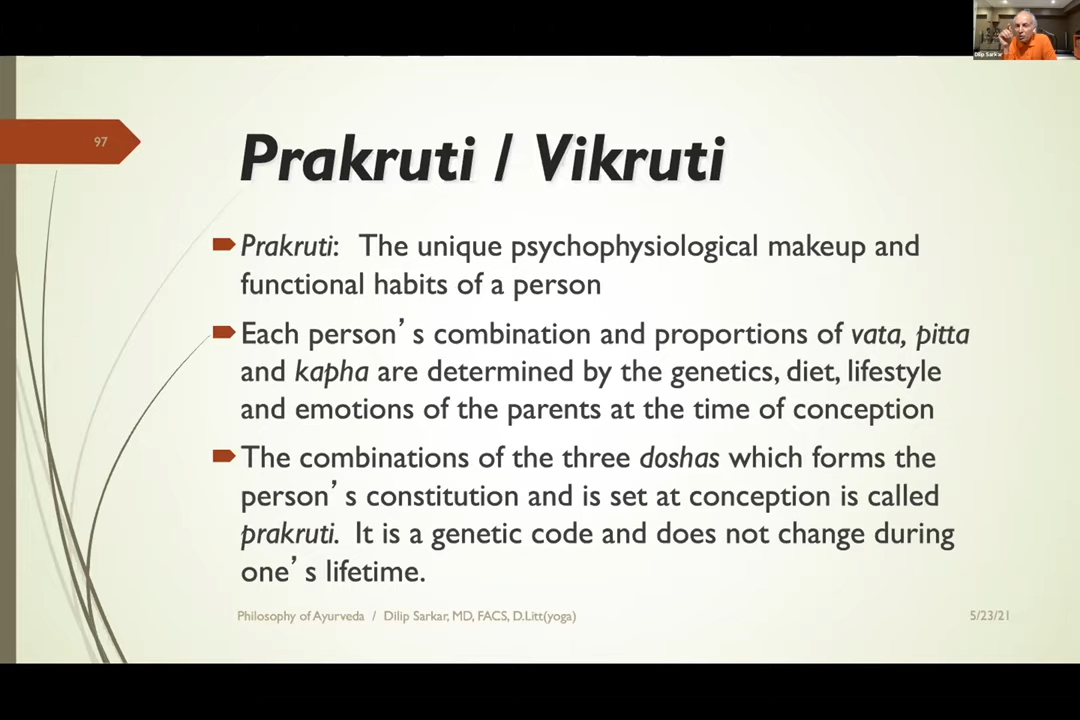 Dilip Sarkar
97
Prakruti / Vikruti
Prakruti: The unique psychophysiological makeup and
functional habits of a person
Each person’s combination and proportions of vata, pitta
and kapha are determined by the genetics, diet, lifestyle
and emotions of the parents at the time of conception
The combinations of the three doshas which forms the
person’s constitution and is set at conception is called
prakruti. It is a genetic code and does not change during
one’s lifetime.
Philosophy of Ayurveda / Dilip Sarkar, MD, FACS, D.Litt(yoga)
5/23/21